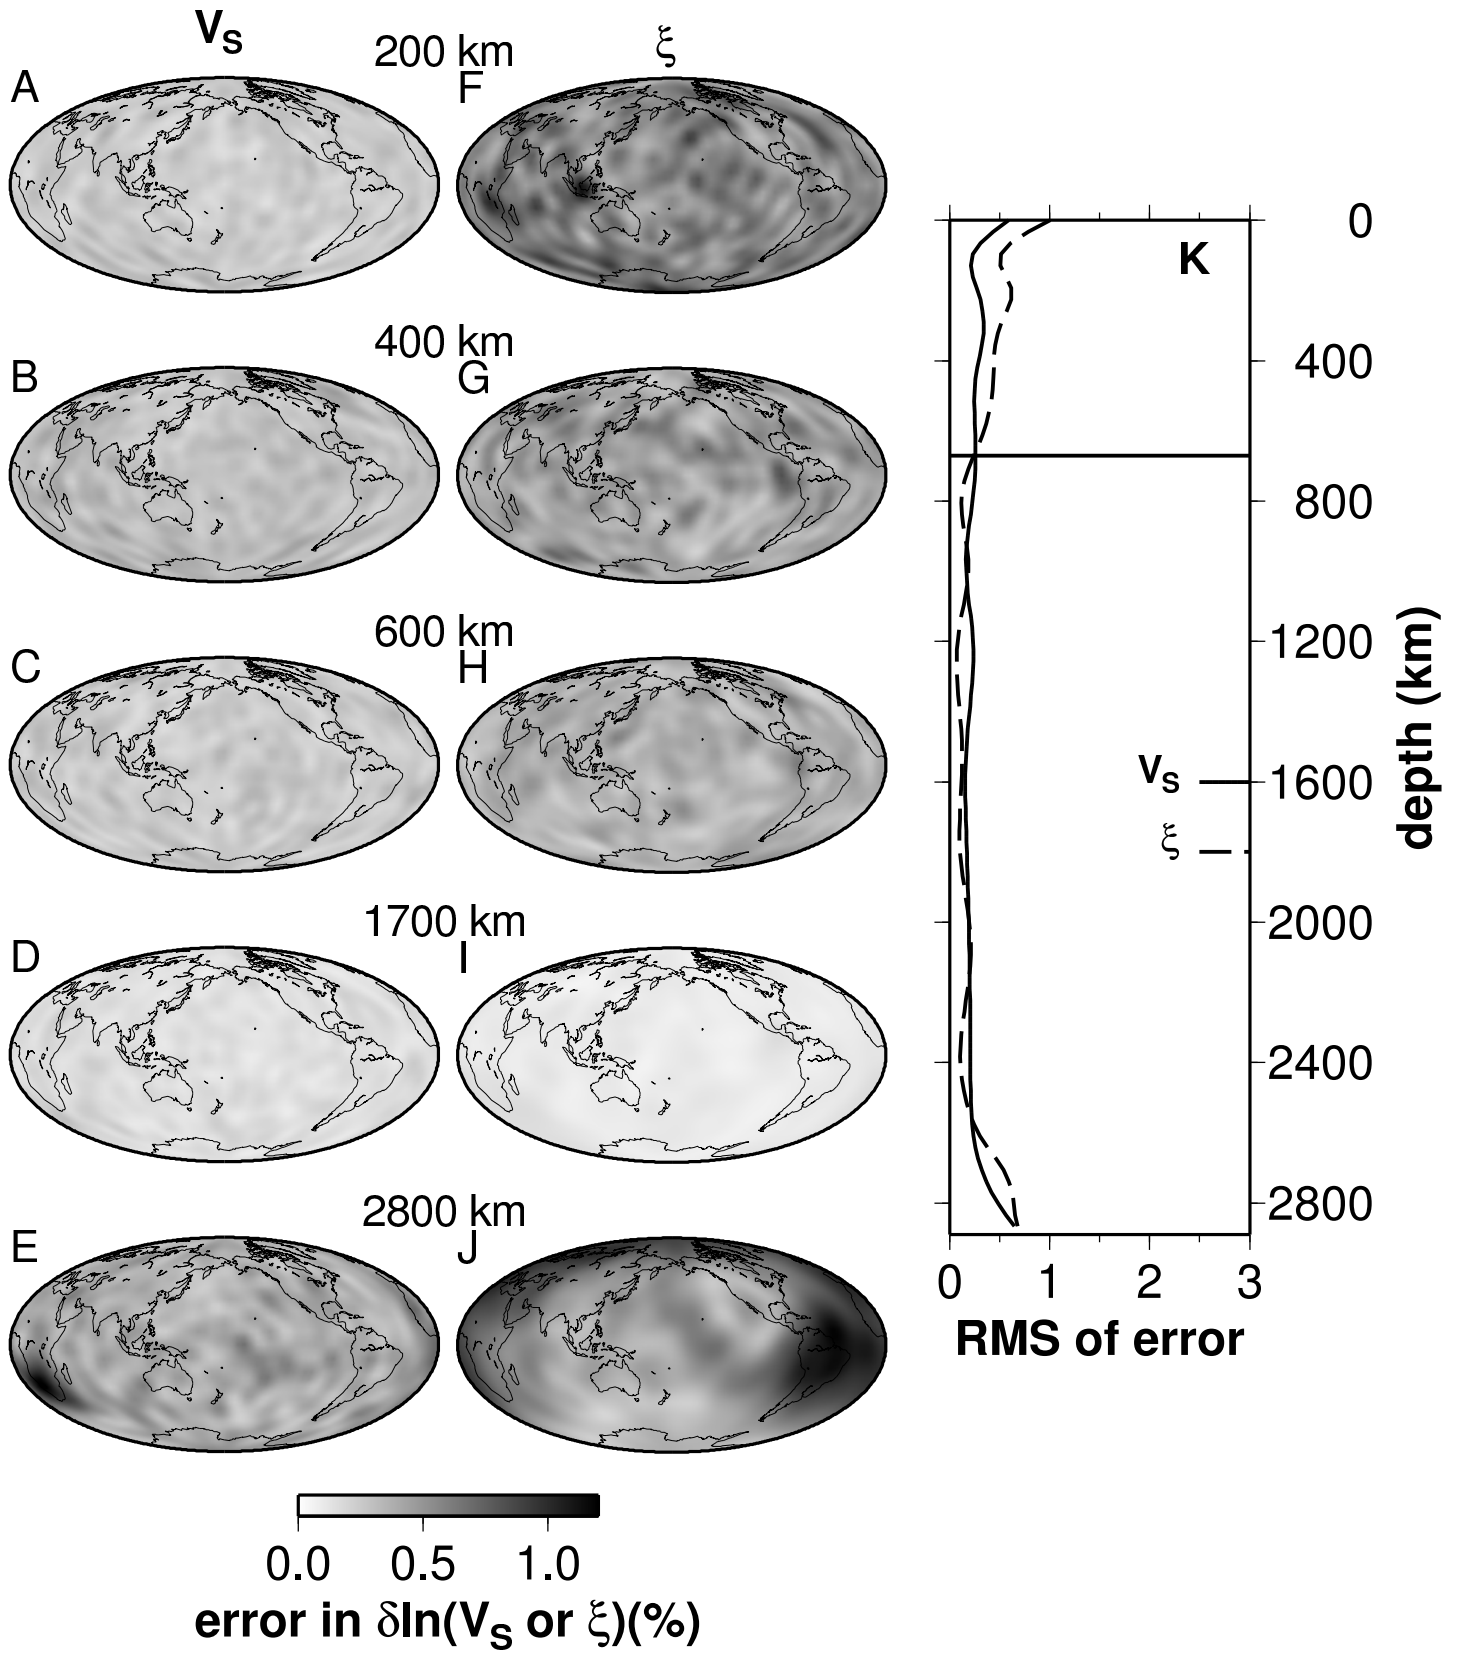 V_S
ξ
200 km
A
F
400 km
B
G
600 km
C
H
1700 km
D
I
2800 km
E
J
0.0 0.5 1.0
error in δln(V_S or ξ)(%)
K
0
400
800
1200
1600
2000
2400
2800
depth (km)
V_S
ξ
0 1 2 3
RMS of error